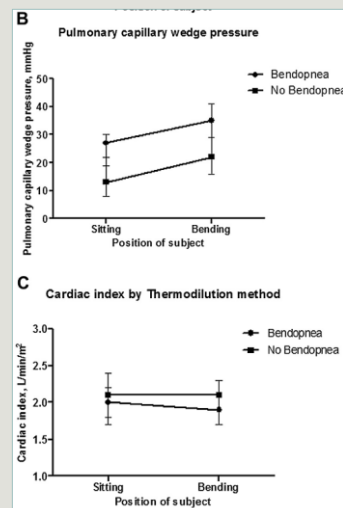 B
Pulmonary capillary wedge pressure
Pulmonary capillary wedge pressure, mmHg
50
40
30
20
10
0
Bendopnea
No Bendopnea
Sitting
Bending
Position of subject
C
Cardiac index by Thermodilution method
Cardiac index, L/min/m²
3.0
2.5
2.0
1.5
1.0
Bendopnea
No Bendopnea
Sitting
Bending
Position of subject